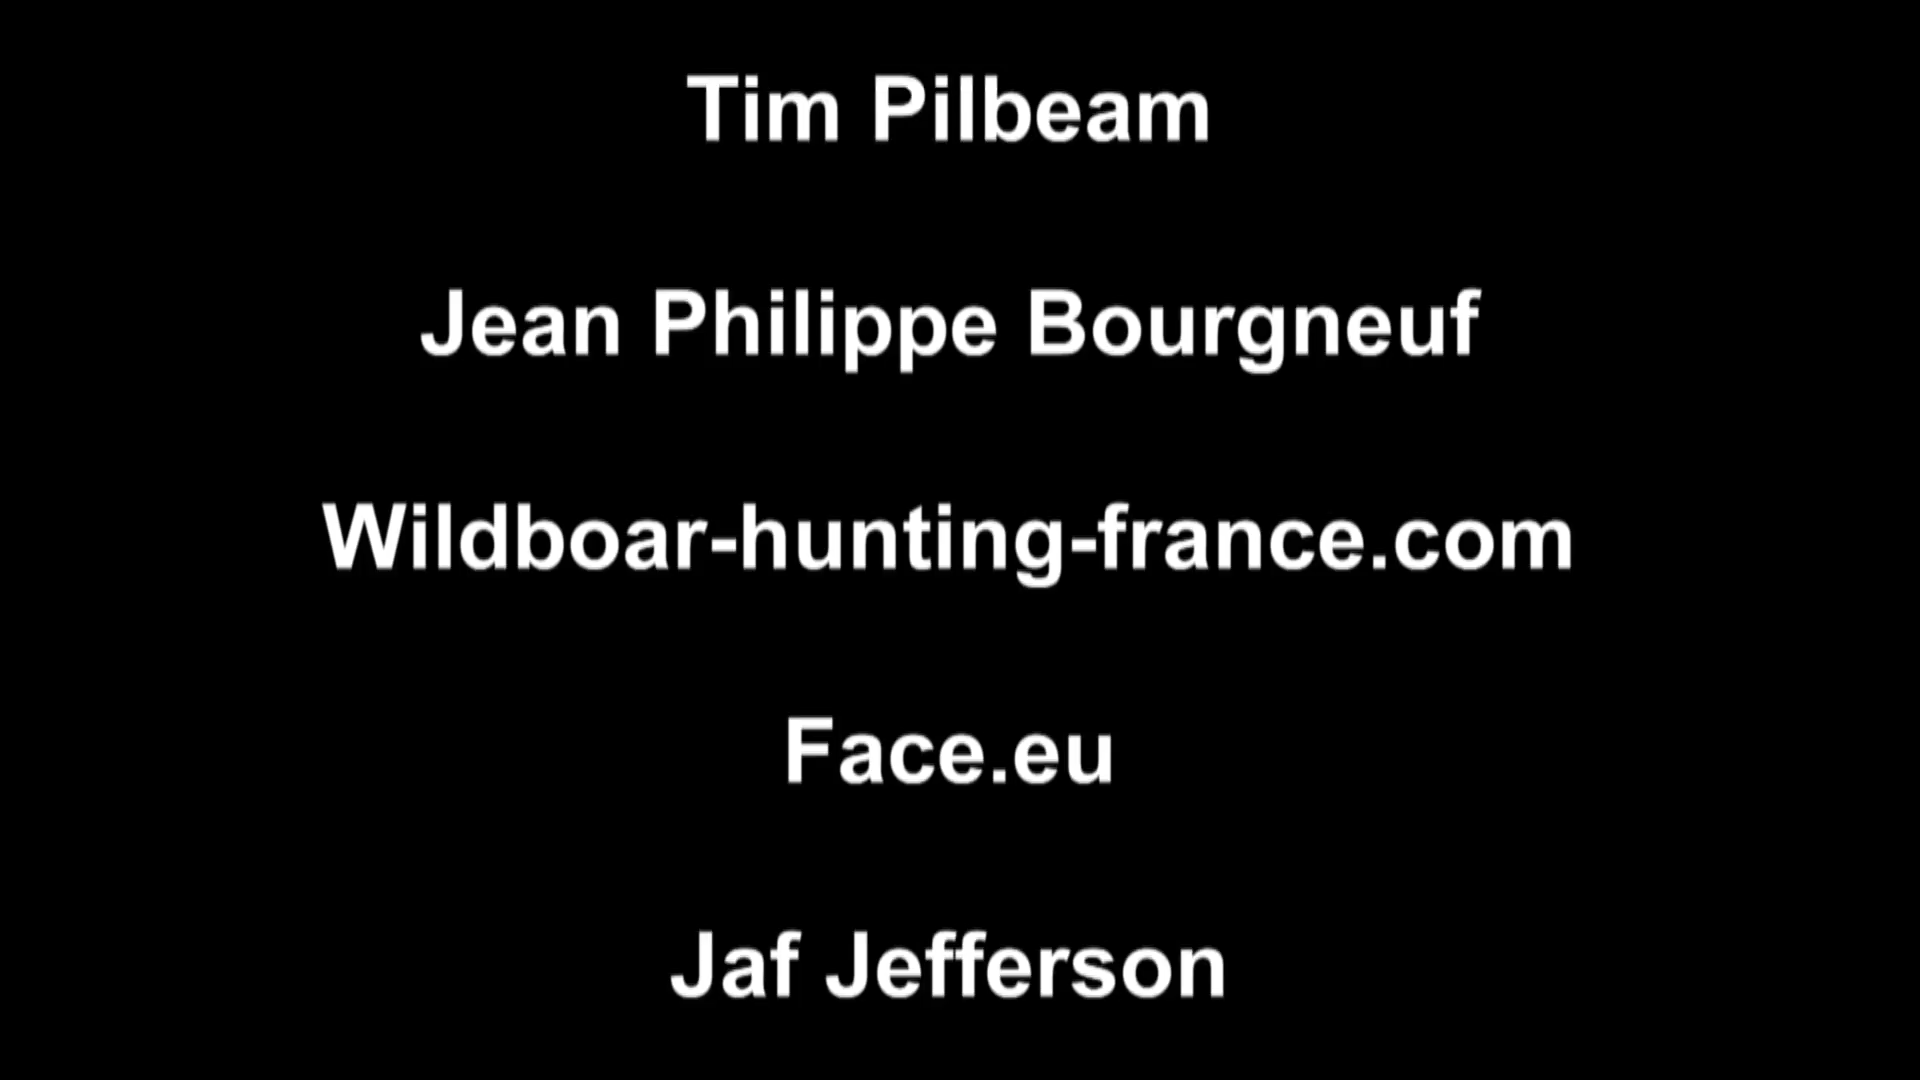 Tim Pilbeam
Jean Philippe Bourgneuf
Wildboar-hunting-france.com
Face.eu
Jaf Jefferson